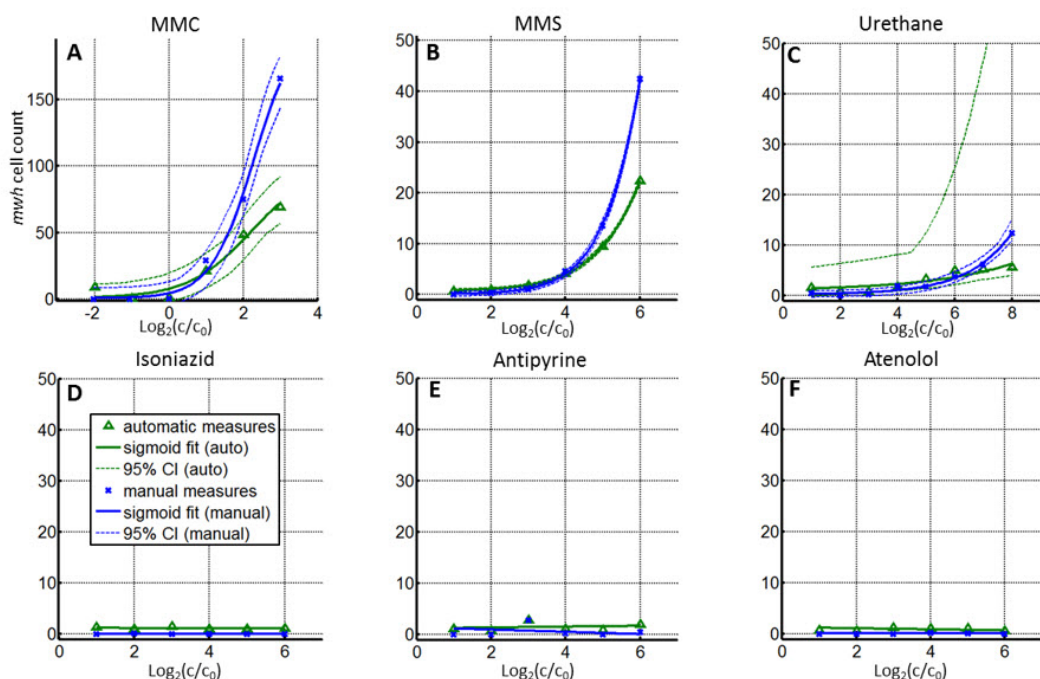 MMC
MMS
Urethane
A
B
C
mwh cell count
150
100
50
0
-2
0
2
4
Log2(c/c0)
50
40
30
20
10
0
0
2
4
6
Log2(c/c0)
50
40
30
20
10
0
0
2
4
6
8
Log2(c/c0)
Isoniazid
Antipyrine
Atenolol
D
E
F
50
40
30
20
10
0
automatic measures
sigmoid fit (auto)
95% CI (auto)
manual measures
sigmoid fit (manual)
95% CI (manual)
0
2
4
6
Log2(c/c0)
50
40
30
20
10
0
0
2
4
6
Log2(c/c0)
50
40
30
20
10
0
0
2
4
6
Log2(c/c0)